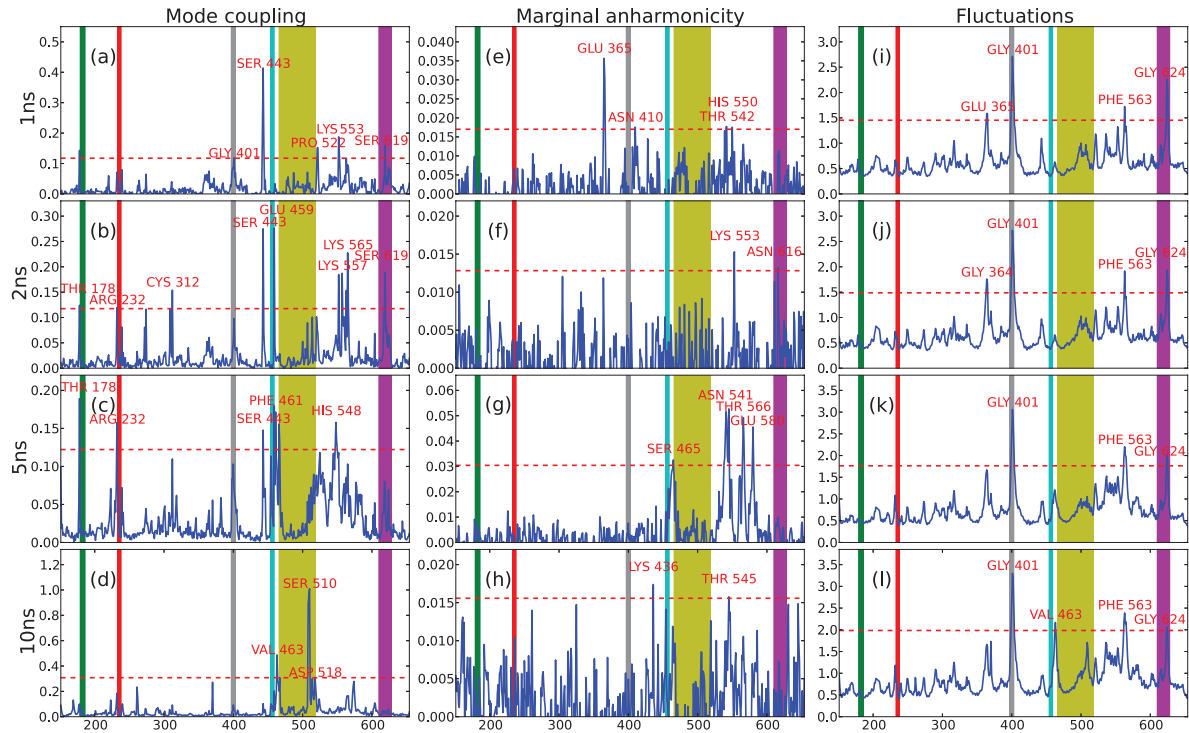 Mode coupling
Marginal anharmonicity
Fluctuations
1ns
0.5
0.4
0.3
0.2
0.1
0.0
(a)
SER 443
LYS553
PRO 522
SER 619
GLY 401
0.040
0.035
0.030
0.025
0.020
0.015
0.010
0.005
0.000
(e)
GLU 365
ASN 410
HIS 550
THR 542
3.0
2.5
2.0
1.5
1.0
0.5
0.0
(i)
GLY 401
GLY 624
GLU 365
PHE 563
2ns
0.30
0.25
0.20
0.15
0.10
0.05
0.00
(b)
GLU 459
SER 443
LYS 565
SER 619
LYS 557
CYS 312
THR 178
ARG 232
0.020
0.015
0.010
0.005
0.000
(f)
LYS 553
ASN 616
3.0
2.5
2.0
1.5
1.0
0.5
0.0
(j)
GLY 401
GLY 624
PHE 563
GLY 364
5ns
0.20
0.15
0.10
0.05
0.00
(c)
THR 178
ARG 232
PHE 461
SER 443
HIS 548
0.06
0.05
0.04
0.03
0.02
0.01
0.00
(g)
ASN 541
THR 566
GLU 580
SER 465
3.0
2.5
2.0
1.5
1.0
0.5
0.0
(k)
GLY 401
PHE 563
GLY 624
10ns
1.0
0.8
0.6
0.4
0.2
0.0
(d)
SER 510
VAL 463
ASP 518
200 300 400 500 600
0.020
0.015
0.010
0.005
0.000
(h)
LYS 436
THR 545
200 300 400 500 600
3.5
3.0
2.5
2.0
1.5
1.0
0.5
0.0
(l)
GLY 401
VAL 463
PHE 563
GLY 624
200 300 400 500 600